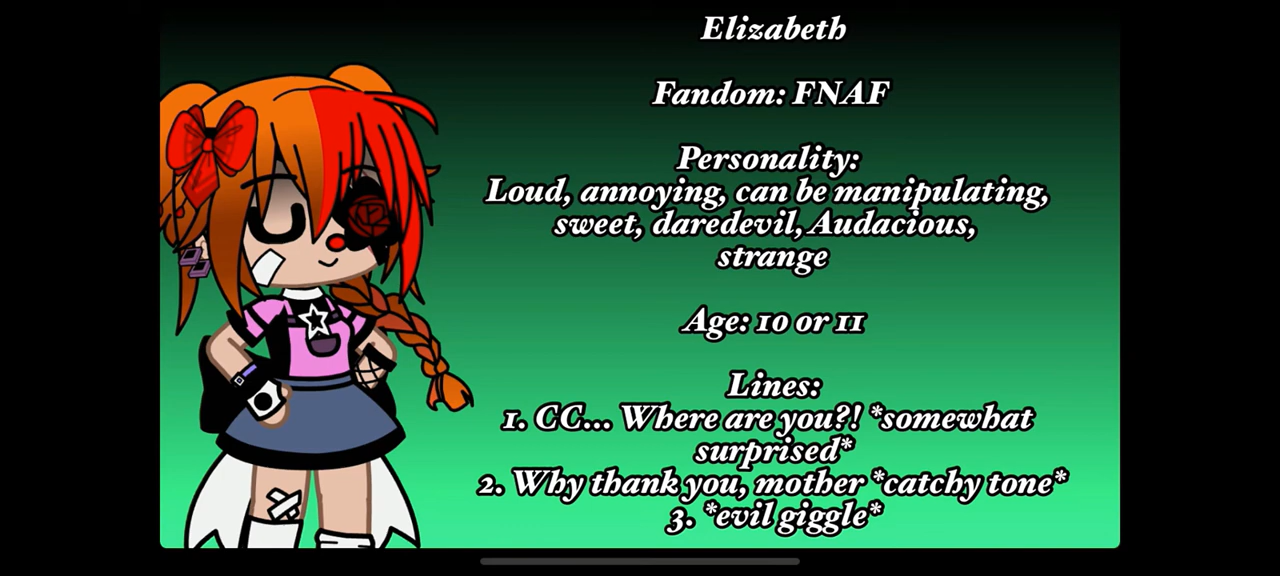 Elizabeth
Fandom: FNAF
Personality:
Loud, annoying, can be manipulating,
sweet, daredevil, Audacious,
strange
Age: 10 or 11
Lines:
1. CC... Where are you?! *somewhat
surprised*
2. Why thank you, mother *catchy tone*
3. *evil giggle*